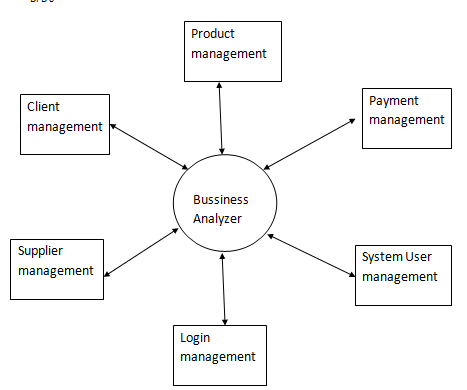 Product
management
Client
management
Payment
management
Bussiness
Analyzer
Supplier
management
System User
management
Login
management